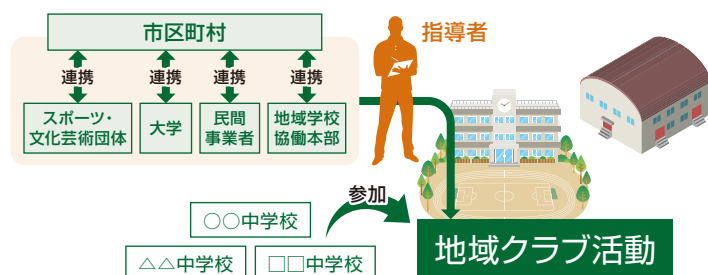 市区町村
指導者
連携
連携
連携
連携
スポーツ・
文化芸術団体
大学
民間
事業者
地域学校
協働本部
参加
○○中学校
△△中学校
□□中学校
地域クラブ活動